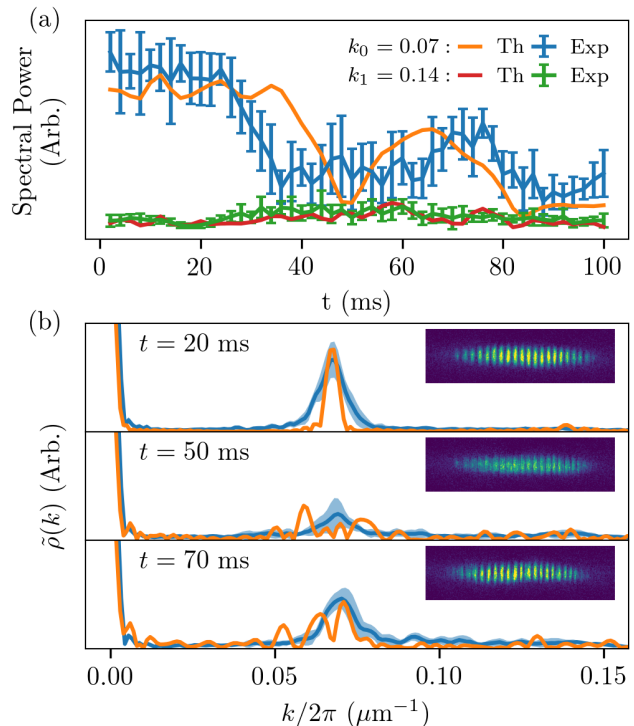 (a)
Spectral Power
(Arb.)
k₀ = 0.07 : Th Exp
k₁ = 0.14 : Th Exp
0 20 40 60 80 100
t (ms)
(b)
t = 20 ms
t = 50 ms
t = 70 ms
ρ̃(k) (Arb.)
0.00 0.05 0.10 0.15
k/2π (μm⁻¹)